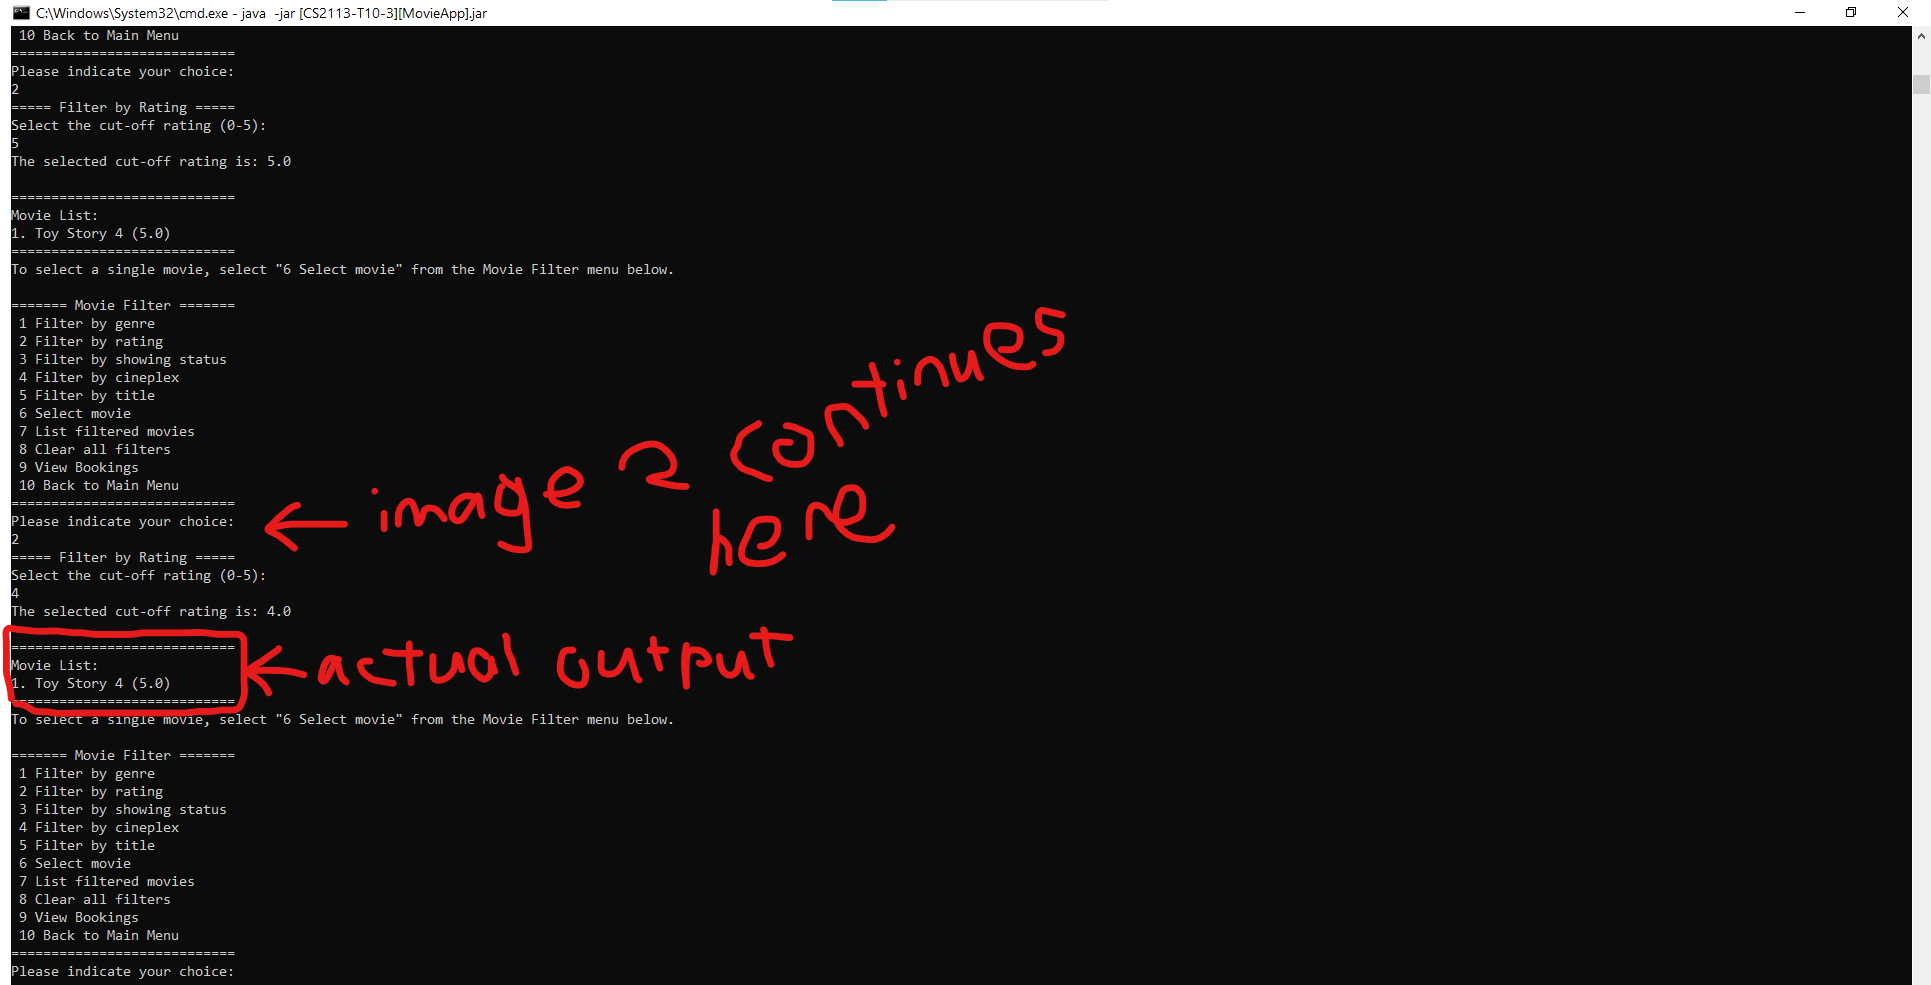 C:\Windows\System32\cmd.exe - java  -jar [CS2113-T10-3][MovieApp].jar
10 Back to Main Menu
============================
Please indicate your choice:
2
===== Filter by Rating =====
Select the cut-off rating (0-5):
5
The selected cut-off rating is: 5.0
============================
Movie List:
1. Toy Story 4 (5.0)
============================
To select a single movie, select "6 Select movie" from the Movie Filter menu below.
======= Movie Filter =======
1 Filter by genre
2 Filter by rating
3 Filter by showing status
4 Filter by cineplex
5 Filter by title
6 Select movie
7 List filtered movies
8 Clear all filters
9 View Bookings
10 Back to Main Menu
============================
Please indicate your choice:
← image 2 continues
here
2
===== Filter by Rating =====
Select the cut-off rating (0-5):
4
The selected cut-off rating is: 4.0
============================
Movie List:
← actual output
1. Toy Story 4 (5.0)
============================
To select a single movie, select "6 Select movie" from the Movie Filter menu below.
======= Movie Filter =======
1 Filter by genre
2 Filter by rating
3 Filter by showing status
4 Filter by cineplex
5 Filter by title
6 Select movie
7 List filtered movies
8 Clear all filters
9 View Bookings
10 Back to Main Menu
============================
Please indicate your choice: